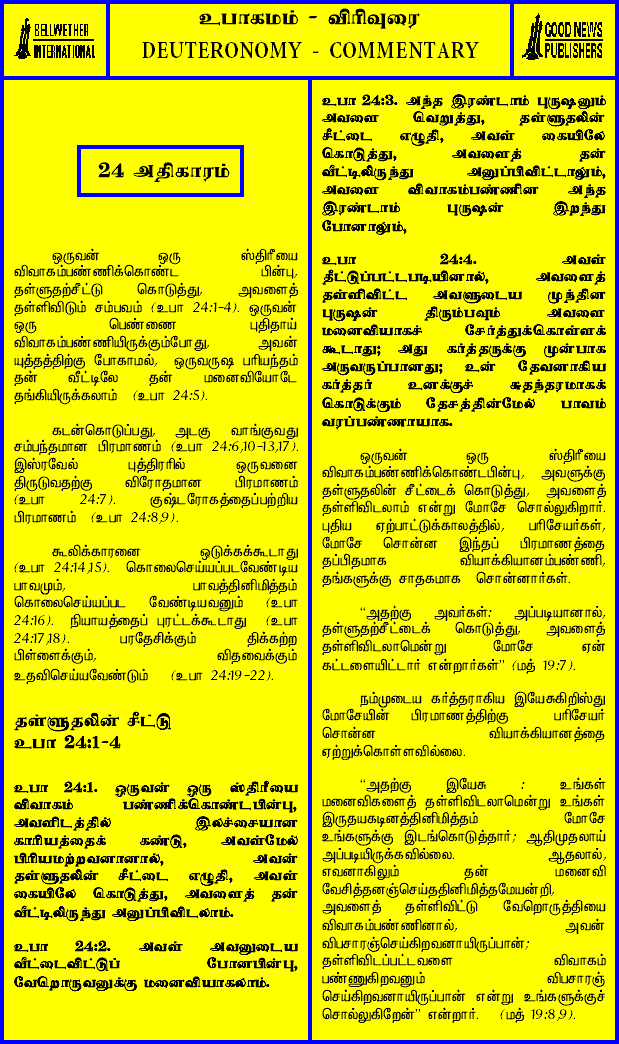 BELLWETHER
INTERNATIONAL
உபாகமம் - விரிவுரை
DEUTERONOMY - COMMENTARY
GOOD NEWS
PUBLISHERS
24 அதிகாரம்
ஒருவன் ஒரு ஸ்திரீயை
விவாகம்பண்ணிக்கொண்ட பின்பு,
தள்ளுதற்சீட்டு கொடுத்து, அவளைத்
தள்ளிவிடும் சம்பவம் (உபா 24:1-4). ஒருவன்
ஒரு பெண்ணை புதிதாய்
விவாகம்பண்ணியிருக்கும்போது, அவன்
யுத்தத்திற்கு போகாமல், ஒருவருஷ பரியந்தம்
தன் வீட்டிலே தன் மனைவியோடே
தங்கியிருக்கலாம் (உபா 24:5).
கடன்கொடுப்பது, அடகு வாங்குவது
சம்பந்தமான பிரமாணம் (உபா 24:6,10-13,17).
இஸ்ரவேல் புத்திரரில் ஒருவனை
திருடுவதற்கு விரோதமான பிரமாணம்
(உபா 24:7). குஷ்டரோகத்தைப்பற்றிய
பிரமாணம் (உபா 24:8,9).
கூலிக்காரனை ஒடுக்கக்கூடாது
(உபா 24:14,15). கொலைசெய்யப்படவேண்டிய
பாவமும், பாவத்தினிமித்தம்
கொலைசெய்யப்பட வேண்டியவனும் (உபா
24:16). நியாயத்தைப் புரட்டக்கூடாது (உபா
24:17,18). பரதேசிக்கும் திக்கற்ற
பிள்ளைக்கும், விதவைக்கும்
உதவிசெய்யவேண்டும் (உபா 24:19-22).
தள்ளுதலின் சீட்டு
உபா 24:1-4
உபா 24:1. ஒருவன் ஒரு ஸ்திரீயை
விவாகம் பண்ணிக்கொண்டபின்பு,
அவளிடத்தில் இலச்சையான
காரியத்தைக் கண்டு, அவள்மேல்
பிரியமற்றவனானால், அவன்
தள்ளுதலின் சீட்டை எழுதி, அவள்
கையிலே கொடுத்து, அவளைத் தன்
வீட்டிலிருந்து அனுப்பிவிடலாம்.
உபா 24:2. அவள் அவனுடைய
வீட்டைவிட்டுப் போனபின்பு,
வேறொருவனுக்கு மனைவியாகலாம்.
உபா 24:3. அந்த இரண்டாம் புருஷனும்
அவளை வெறுத்து, தள்ளுதலின்
சீட்டை எழுதி, அவள் கையிலே
கொடுத்து, அவளைத் தன்
வீட்டிலிருந்து அனுப்பிவிட்டாலும்,
அவளை விவாகம்பண்ணின அந்த
இரண்டாம் புருஷன் இறந்து
போனாலும்,
உபா 24:4. அவள்
தீட்டுப்பட்டபடியினால், அவளைத்
தள்ளிவிட்ட அவளுடைய முந்தின
புருஷன் திரும்பவும் அவளை
மனைவியாகச் சேர்த்துக்கொள்ளக்
கூடாது; அது கர்த்தருக்கு முன்பாக
அருவருப்பானது; உன் தேவனாகிய
கர்த்தர் உனக்குச் சுதந்தரமாகக்
கொடுக்கும் தேசத்தின்மேல் பாவம்
வரப்பண்ணாயாக.
ஒருவன் ஒரு ஸ்திரீயை
விவாகம்பண்ணிக்கொண்டபின்பு, அவளுக்கு
தள்ளுதலின் சீட்டைக் கொடுத்து, அவளைத்
தள்ளிவிடலாம் என்று மோசே சொல்லுகிறார்.
புதிய ஏற்பாட்டுக்காலத்தில், பரிசேயர்கள்,
மோசே சொன்ன இந்தப் பிரமாணத்தை
தப்பிதமாக வியாக்கியானம்பண்ணி,
தங்களுக்கு சாதகமாக சொன்னார்கள்.
“அதற்கு அவர்கள்: அப்படியானால்,
தள்ளுதற்சீட்டைக் கொடுத்து, அவளைத்
தள்ளிவிடலாமென்று மோசே ஏன்
கட்டளையிட்டார் என்றார்கள்” (மத் 19:7).
நம்முடைய கர்த்தராகிய இயேசுகிறிஸ்து
மோசேயின் பிரமாணத்திற்கு பரிசேயர்
சொன்ன வியாக்கியானத்தை
ஏற்றுக்கொள்ளவில்லை.
“அதற்கு இயேசு : உங்கள்
மனைவிகளைத் தள்ளிவிடலாமென்று உங்கள்
இருதயகடினத்தினிமித்தம் மோசே
உங்களுக்கு இடங்கொடுத்தார்; ஆதிமுதலாய்
அப்படியிருக்கவில்லை. ஆதலால்,
எவனாகிலும் தன் மனைவி
வேசித்தனஞ்செய்ததினிமித்தமேயன்றி,
அவளைத் தள்ளிவிட்டு வேறொருத்தியை
விவாகம்பண்ணினால், அவன்
விபசாரஞ்செய்கிறவனாயிருப்பான்;
தள்ளிவிடப்பட்டவளை விவாகம்
பண்ணுகிறவனும் விபசாரஞ்
செய்கிறவனாயிருப்பான் என்று உங்களுக்குச்
சொல்லுகிறேன்” என்றார். (மத் 19:8,9).